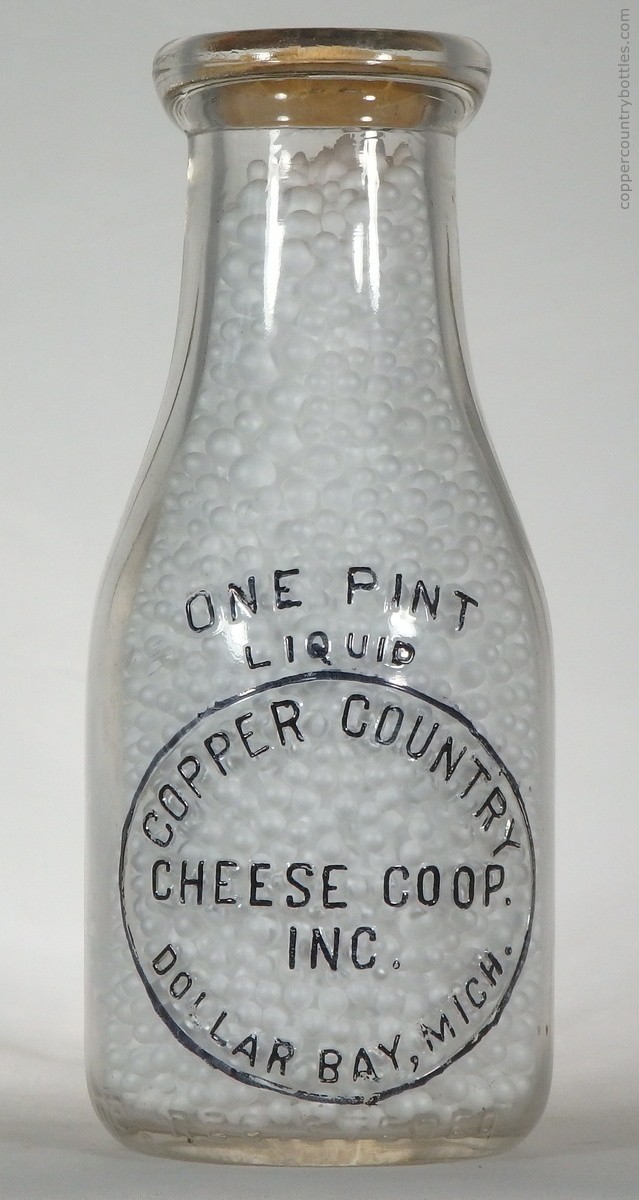 ONE PINT
LIQUID
COPPER COUNTRY
CHEESE COOP.
INC.
DOLLAR BAY, MICH.
coppercountrybottles.com